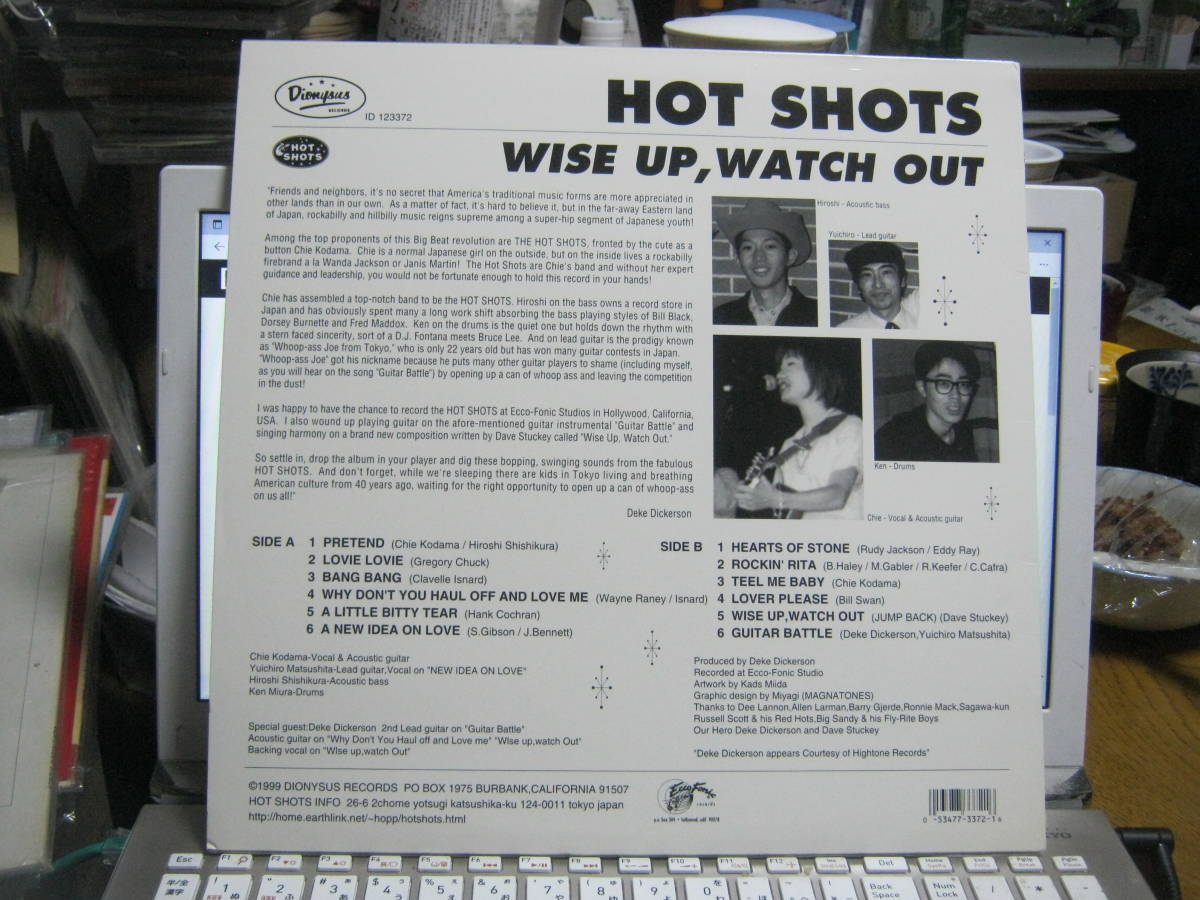 Dionysus
RECORDS
ID 123372
HOT SHOTS
HOT
SHOTS
WISE UP,WATCH OUT
"Friends and neighbors, it's no secret that America's traditional music forms are more appreciated in
other lands than in our own. As a matter of fact, it's hard to believe it, but in the far-away Eastern land
of Japan, rockabilly and hillbilly music reigns supreme among a super-hip segment of Japanese youth!
Among the top proponents of this Big Beat revolution are THE HOT SHOTS, fronted by the cute as a
button Chie Kodama. Chie is a normal Japanese girl on the outside, but on the inside lives a rockabilly
firebrand a la Wanda Jackson or Janis Martin! The Hot Shots are Chie's band and without her expert
guidance and leadership, you would not be fortunate enough to hold this record in your hands!
Chie has assembled a top-notch band to be the HOT SHOTS. Hiroshi on the bass owns a record store in
Japan and has obviously spent many a long work shift absorbing the bass playing styles of Bill Black,
Dorsey Burnette and Fred Maddox. Ken on the drums is the quiet one but holds down the rhythm with
a stern faced sincerity, sort of a D.J. Fontana meets Bruce Lee. And on lead guitar is the prodigy known
as "Whoop-ass Joe from Tokyo," who is only 22 years old but has won many guitar contests in Japan.
"Whoop-ass Joe" got his nickname because he puts many other guitar players to shame (including myself,
as you will hear on the song "Guitar Battle") by opening up a can of whoop ass and leaving the competition
in the dust!
I was happy to have the chance to record the HOT SHOTS at Ecco-Fonic Studios in Hollywood, California,
USA. I also wound up playing guitar on the afore-mentioned guitar instrumental "Guitar Battle" and
singing harmony on a brand new composition written by Dave Stuckey called "Wise Up, Watch Out."
So settle in, drop the album in your player and dig these bopping, swinging sounds from the fabulous
HOT SHOTS. And don't forget, while we're sleeping there are kids in Tokyo living and breathing
American culture from 40 years ago, waiting for the right opportunity to open up a can of whoop-ass
on us all!"
Deke Dickerson
Hiroshi - Acoustic bass
Yuichiro - Lead guitar
Ken - Drums
Chie - Vocal & Acoustic guitar
SIDE A 1 PRETEND (Chie Kodama / Hiroshi Shishikura)
2 LOVIE LOVIE (Gregory Chuck)
3 BANG BANG (Clavelle Isnard)
4 WHY DON'T YOU HAUL OFF AND LOVE ME (Wayne Raney / Isnard)
5 A LITTLE BITTY TEAR (Hank Cochran)
6 A NEW IDEA ON LOVE (S.Gibson / J.Bennett)
SIDE B 1 HEARTS OF STONE (Rudy Jackson / Eddy Ray)
2 ROCKIN' RITA (B.Haley / M.Gabler / R.Keefer / C.Cafra)
3 TEEL ME BABY (Chie Kodama)
4 LOVER PLEASE (Bill Swan)
5 WISE UP,WATCH OUT (JUMP BACK) (Dave Stuckey)
6 GUITAR BATTLE (Deke Dickerson,Yuichiro Matsushita)
Chie Kodama-Vocal & Acoustic guitar
Yuichiro Matsushita-Lead guitar,Vocal on "NEW IDEA ON LOVE"
Hiroshi Shishikura-Acoustic bass
Ken Miura-Drums
Special guest:Deke Dickerson 2nd Lead guitar on "Guitar Battle"
Acoustic guitar on "Why Don't You Haul off and Love me" "WIse up,watch Out"
Backing vocal on "WIse up,watch Out"
Produced by Deke Dickerson
Recorded at Ecco-Fonic Studio
Artwork by Kads Miida
Graphic design by Miyagi (MAGNATONES)
Thanks to Dee Lannon,Allen Larman,Barry Gjerde,Ronnie Mack,Sagawa-kun
Russell Scott & his Red Hots,Big Sandy & his Fly-Rite Boys
Our Hero Deke Dickerson and Dave Stuckey
"Deke Dickerson appears Courtesy of Hightone Records"
©1999 DIONYSUS RECORDS PO BOX 1975 BURBANK,CALIFORNIA 91507
HOT SHOTS INFO 26-6 2chome yotsugi katsushika-ku 124-0011 tokyo japan
http://home.earthlink.net/~hopp/hotshots.html
Ecco-Fonic
records
0 53477-3372-1
Esc F1 F2 F3 F4 F5 F6 F7 F8 F9 F10 F11 F12 Del
半/全
漢字
Back
Space
Num
Lock